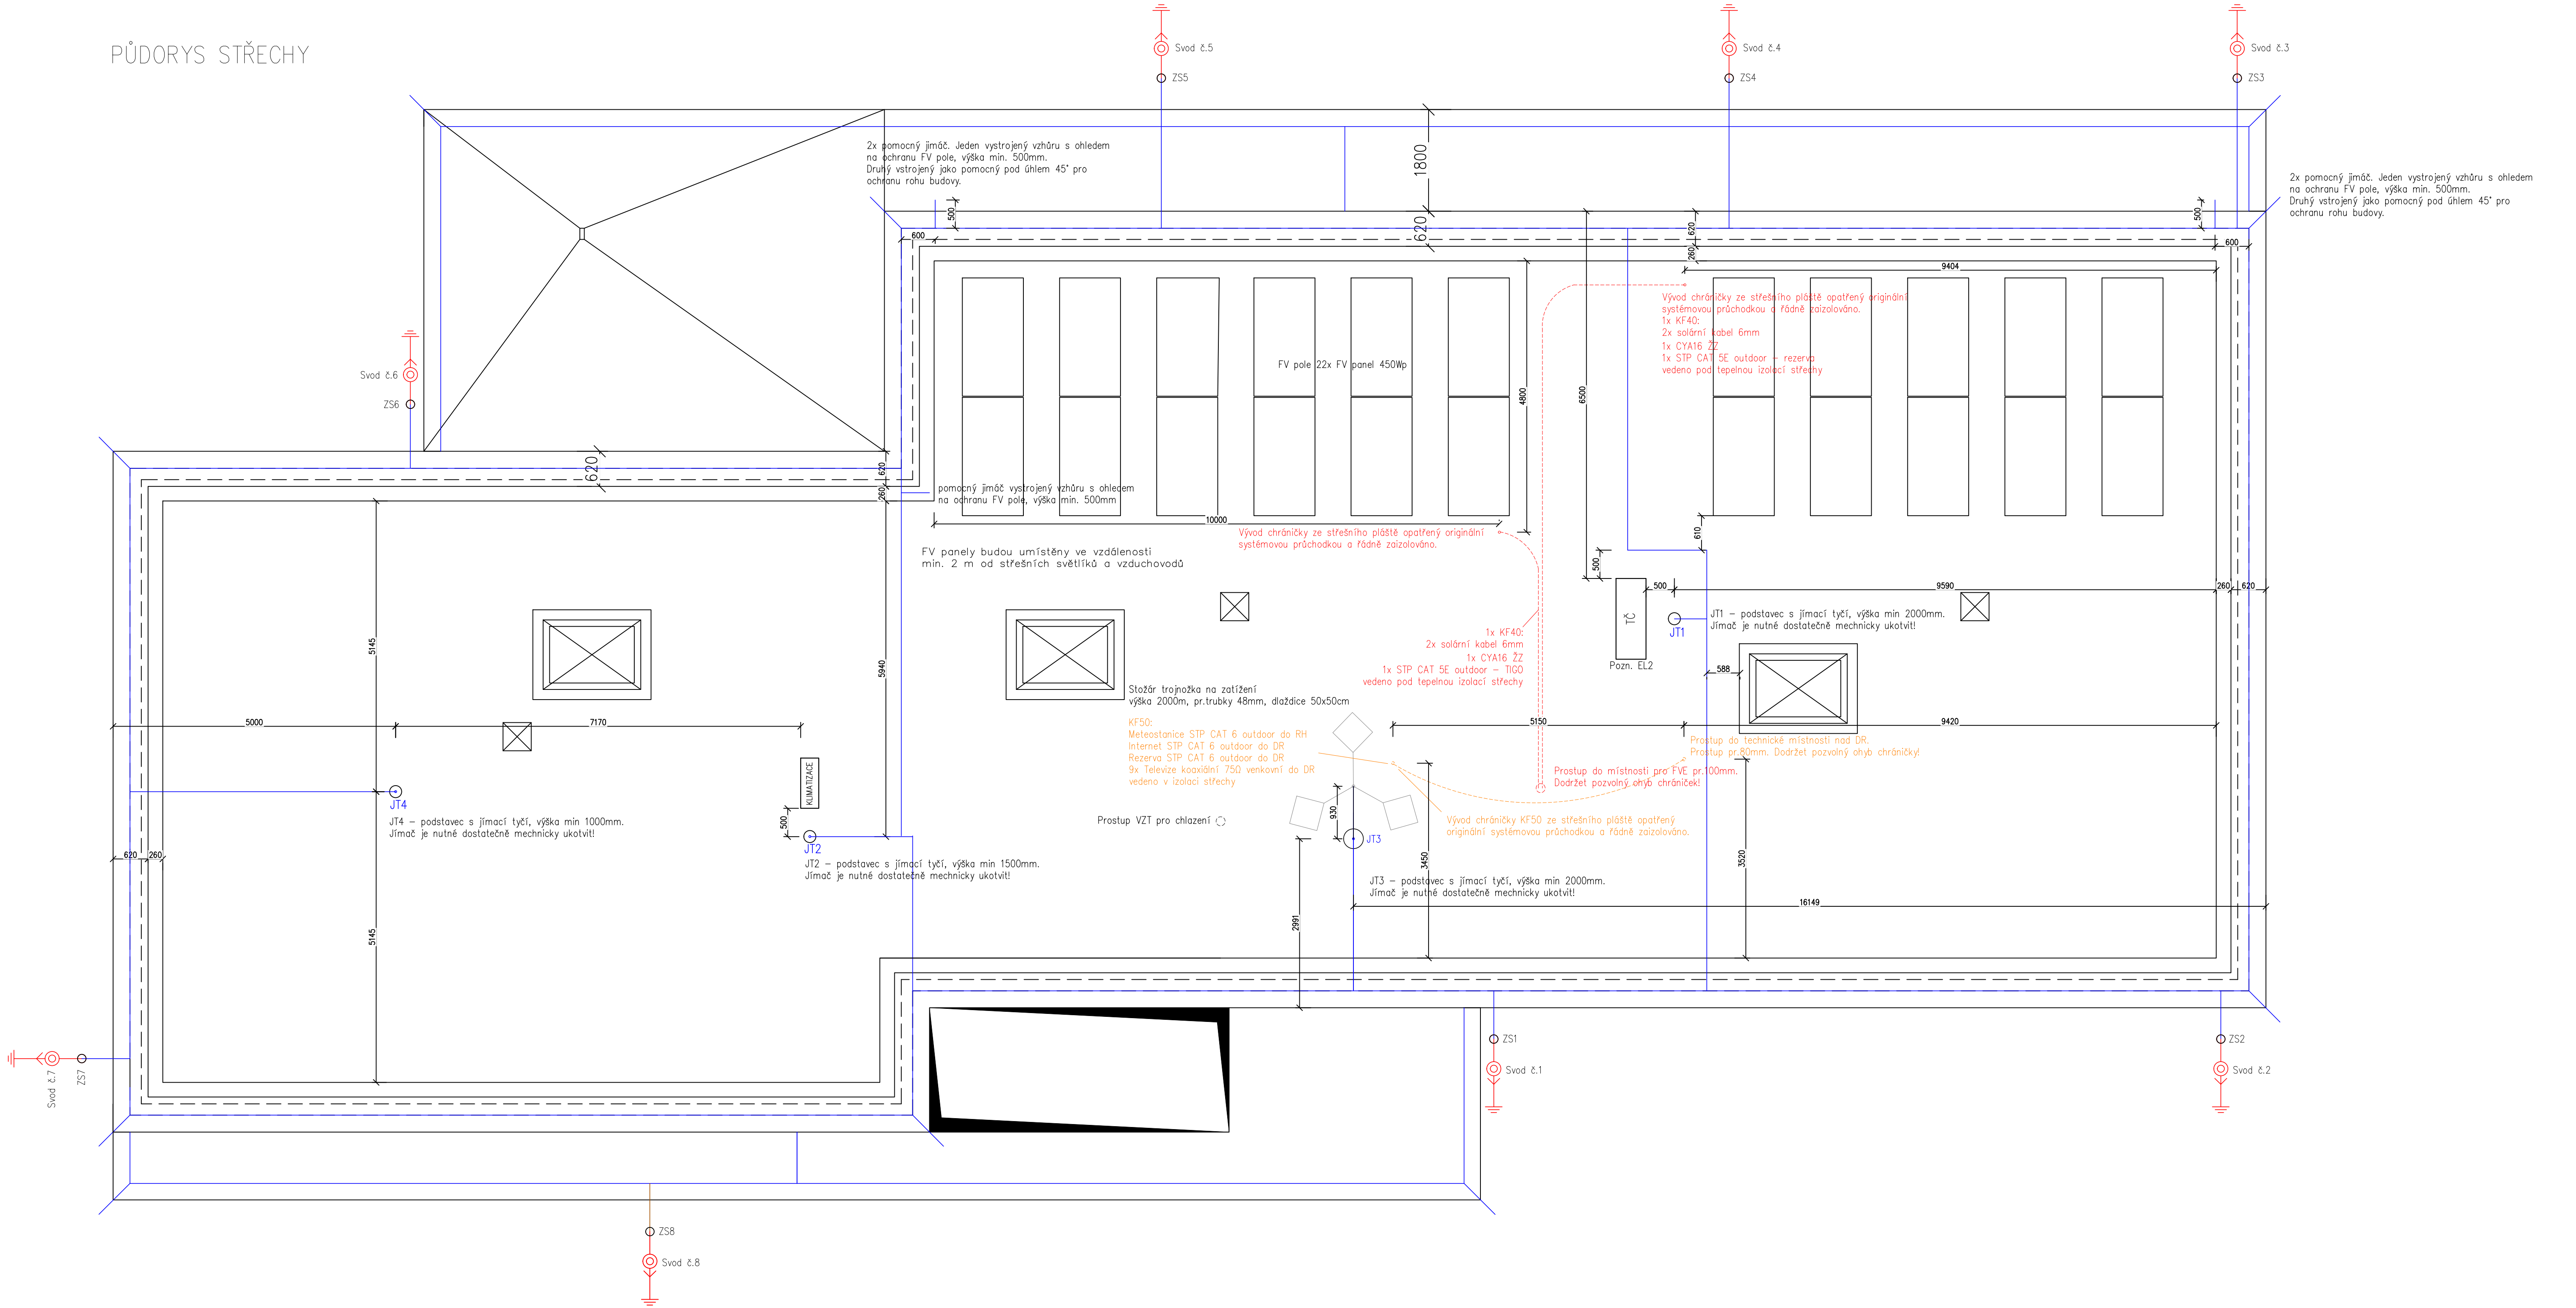 PŮDORYS STŘECHY
Svod č.5
ZS5
Svod č.4
ZS4
Svod č.3
ZS3
2x pomocný jimáč. Jeden vystrojený vzhůru s ohledem
na ochranu FV pole, výška min. 500mm.
Druhý vstrojený jako pomocný pod úhlem 45° pro
ochranu rohu budovy.
1800
2x pomocný jimáč. Jeden vystrojený vzhůru s ohledem
na ochranu FV pole, výška min. 500mm.
Druhý vstrojený jako pomocný pod úhlem 45° pro
ochranu rohu budovy.
500
620
620
500
600
600
260
9404
Vývod chráničky ze střešního pláště opatřený originální
systémovou průchodkou a řádně zaizolováno.
1x KF40:
2x solární kabel 6mm
1x CYA16 ŽZ
1x STP CAT 5E outdoor – rezerva
vedeno pod tepelnou izolací střechy
FV pole 22x FV panel 450Wp
4800
6500
Svod č.6
ZS6
620
620
260
pomocný jimáč vystrojený vzhůru s ohledem
na ochranu FV pole, výška min. 500mm
10000
Vývod chráničky ze střešního pláště opatřený originální
systémovou průchodkou a řádně zaizolováno.
610
500
FV panely budou umístěny ve vzdálenosti
min. 2 m od střešních světlíků a vzduchovodů
500
9590
260
620
TČ
Pozn. EL2
JT1
JT1 – podstavec s jímací tyčí, výška min 2000mm.
Jímač je nutné dostatečně mechnicky ukotvit!
1x KF40:
2x solární kabel 6mm
1x CYA16 ŽZ
1x STP CAT 5E outdoor – TIGO
vedeno pod tepelnou izolací střechy
5145
5940
588
Stožár trojnožka na zatížení
výška 2000m, pr.trubky 48mm, dlaždice 50x50cm
5000
7170
5150
9420
KF50:
Meteostanice STP CAT 6 outdoor do RH
Internet STP CAT 6 outdoor do DR
Rezerva STP CAT 6 outdoor do DR
9x Televize koaxiální 75Ω venkovní do DR
vedeno v izolaci střechy
Prostup do technické místnosti nad DR.
Prostup pr.80mm. Dodržet pozvolný ohyb chráničky!
Prostup do místnosti pro FVE pr.100mm.
Dodržet pozvolný ohyb chrániček!
KLIMATIZACE
JT4
JT4 – podstavec s jímací tyčí, výška min 1000mm.
Jímač je nutné dostatečně mechnicky ukotvit!
500
930
Prostup VZT pro chlazení
Vývod chráničky KF50 ze střešního pláště opatřený
originální systémovou průchodkou a řádně zaizolováno.
JT3
JT2
JT2 – podstavec s jímací tyčí, výška min 1500mm.
Jímač je nutné dostatečně mechnicky ukotvit!
620
260
3450
3520
JT3 – podstavec s jímací tyčí, výška min 2000mm.
Jímač je nutné dostatečně mechnicky ukotvit!
16149
2991
5145
ZS1
Svod č.1
ZS2
Svod č.2
Svod č.7
ZS7
ZS8
Svod č.8